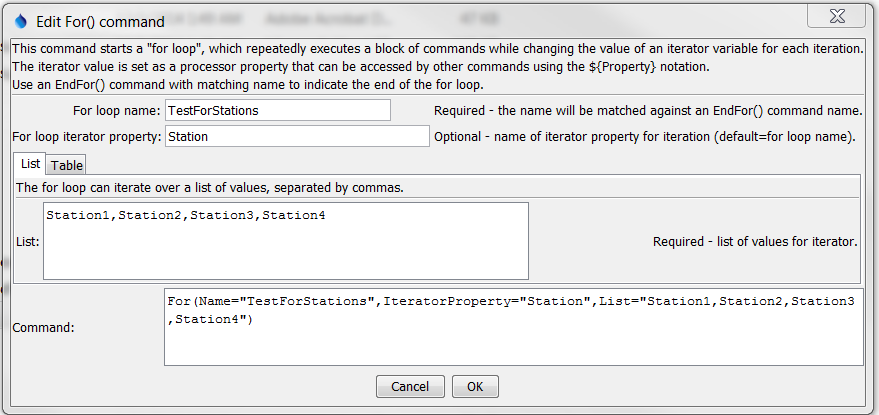 Edit For() command
This command starts a "for loop", which repeatedly executes a block of commands while changing the value of an iterator variable for each iteration.
The iterator value is set as a processor property that can be accessed by other commands using the ${Property} notation.
Use an EndFor() command with matching name to indicate the end of the for loop.
For loop name: TestForStations Required - the name will be matched against an EndFor() command name.
For loop iterator property: Station Optional - name of iterator property for iteration (default=for loop name).
List Table
The for loop can iterate over a list of values, separated by commas.
Station1,Station2,Station3,Station4
List: Required - list of values for iterator.
For(Name="TestForStations",IteratorProperty="Station",List="Station1,Station2,Station3
,Station4")
Command:
Cancel OK